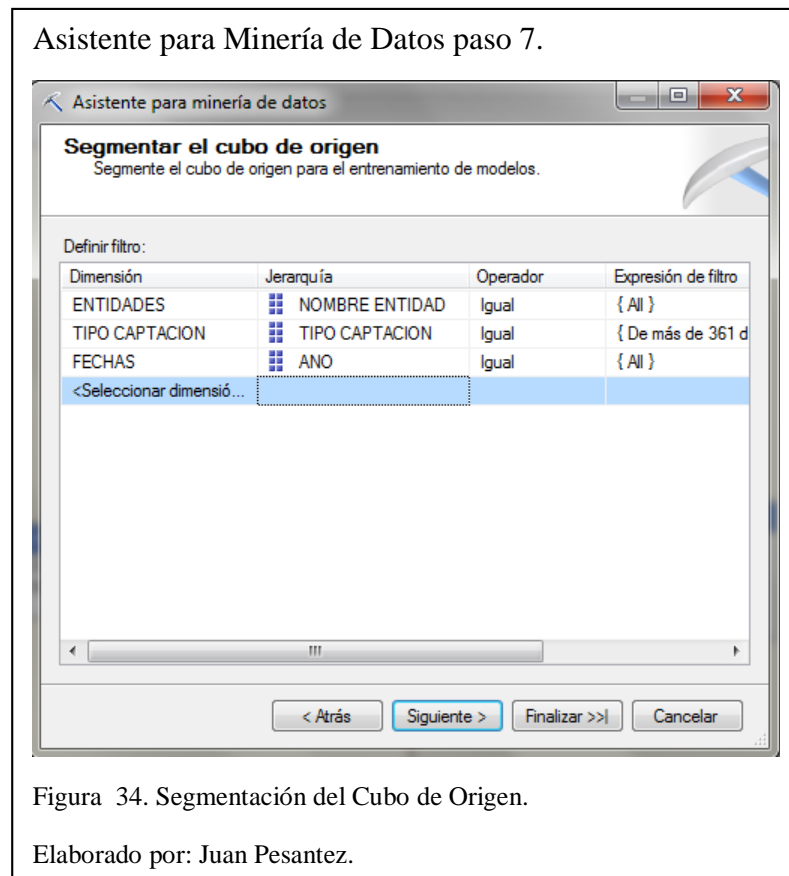 Asistente para Minería de Datos paso 7.
Asistente para minería de datos
Segmentar el cubo de origen
Segmente el cubo de origen para el entrenamiento de modelos.
Definir filtro:
Dimensión Jerarquía Operador Expresión de filtro
ENTIDADES NOMBRE ENTIDAD Igual { All }
TIPO CAPTACION TIPO CAPTACION Igual { De más de 361 d
FECHAS ANO Igual { All }
<Seleccionar dimensió...
< Atrás Siguiente > Finalizar >>| Cancelar
Figura 34. Segmentación del Cubo de Origen.
Elaborado por: Juan Pesantez.